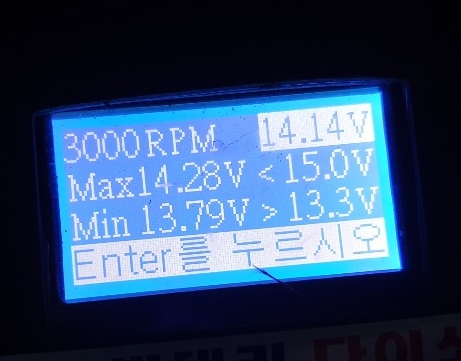 3000RPM 14.14V
Max14.28V < 15.0V
Min 13.79V > 13.3V
Enter를 누르시오